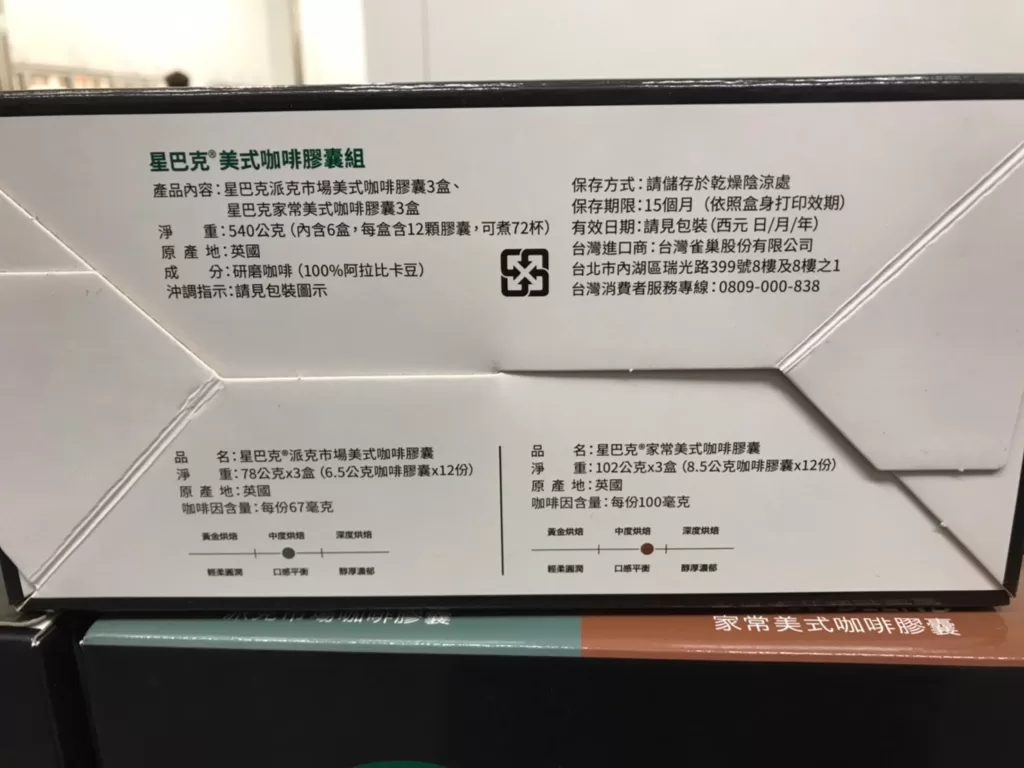 星巴克®美式咖啡膠囊組
產品內容：星巴克派克市場美式咖啡膠囊3盒、
星巴克家常美式咖啡膠囊3盒
淨 重：540公克（內含6盒，每盒含12顆膠囊，可煮72杯）
原 產 地：英國
成 分：研磨咖啡（100%阿拉比卡豆）
沖調指示：請見包裝圖示
保存方式：請儲存於乾燥陰涼處
保存期限：15個月（依照盒身打印效期）
有效日期：請見包裝（西元 日/月/年）
台灣進口商：台灣雀巢股份有限公司
台北市內湖區瑞光路399號8樓及8樓之1
台灣消費者服務專線：0809-000-838
品 名：星巴克®派克市場美式咖啡膠囊
淨 重：78公克x3盒（6.5公克咖啡膠囊x12份）
原 產 地：英國
咖啡因含量：每份67毫克
黃金烘焙 中度烘焙 深度烘焙
輕柔圓潤 口感平衡 醇厚濃郁
品 名：星巴克®家常美式咖啡膠囊
淨 重：102公克x3盒（8.5公克咖啡膠囊x12份）
原 產 地：英國
咖啡因含量：每份100毫克
黃金烘焙 中度烘焙 深度烘焙
輕柔圓潤 口感平衡 醇厚濃郁
家常美式咖啡膠囊